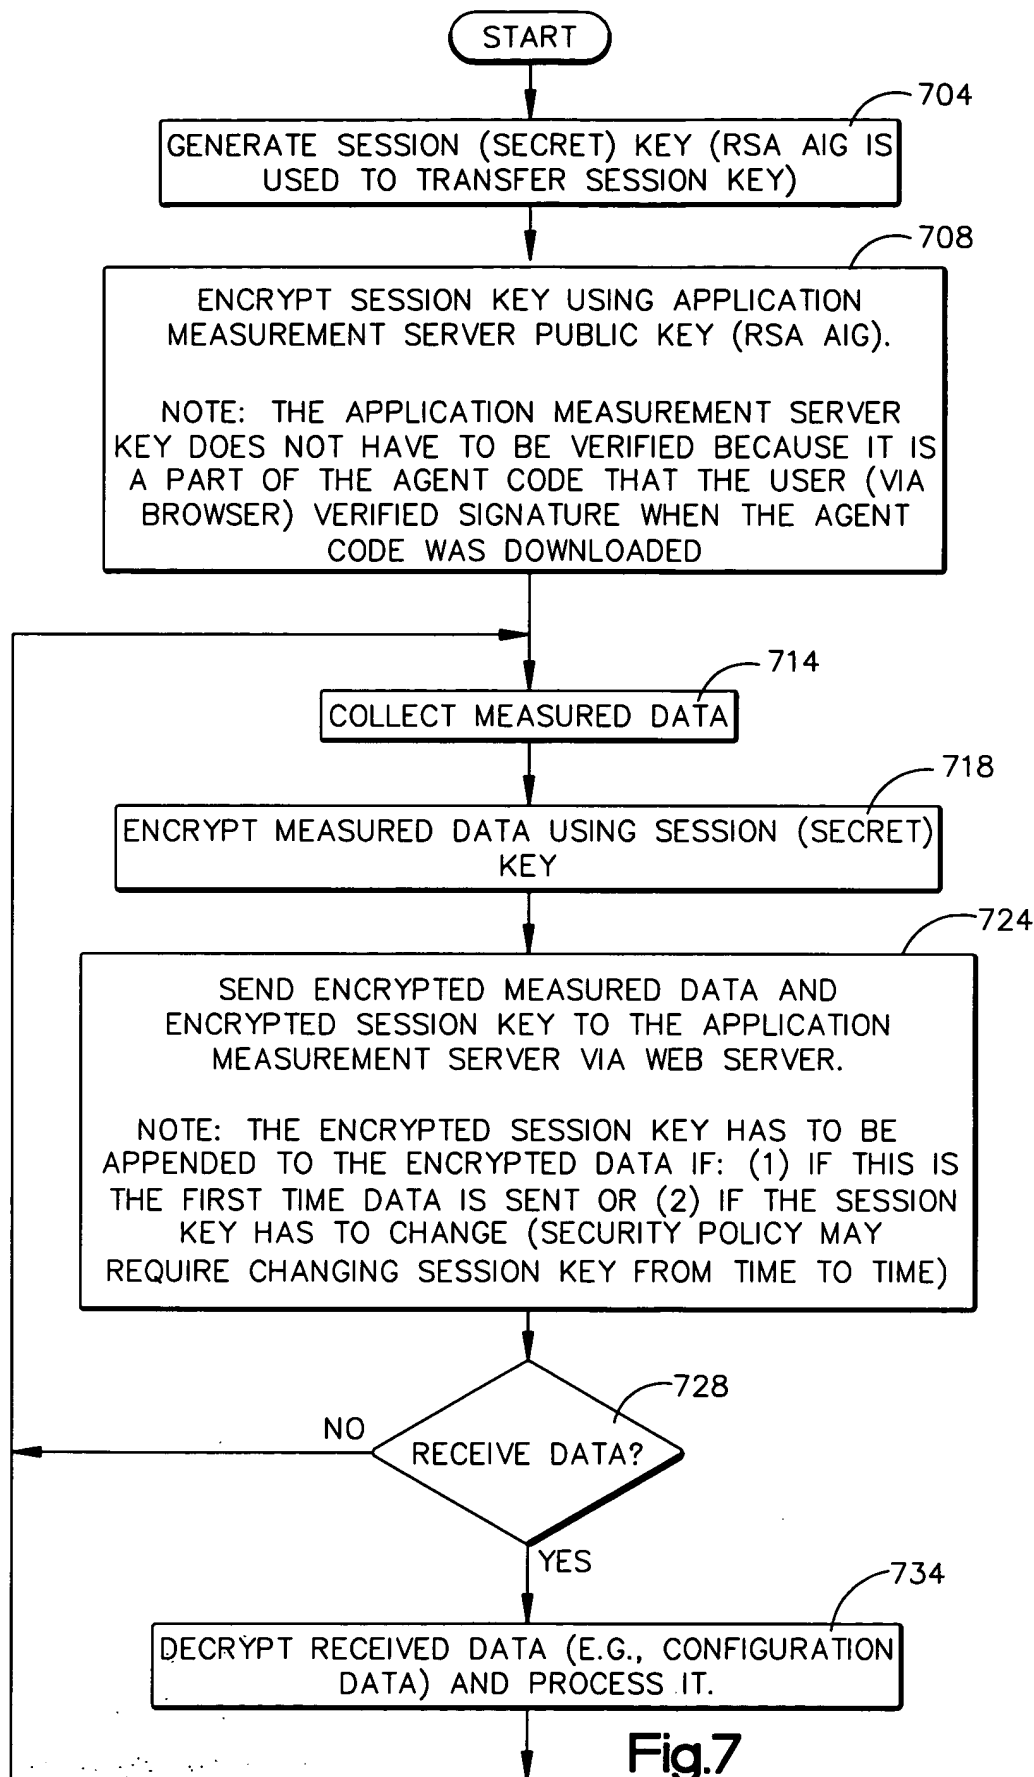 START
704
GENERATE SESSION (SECRET) KEY (RSA AIG IS
USED TO TRANSFER SESSION KEY)
708
ENCRYPT SESSION KEY USING APPLICATION
MEASUREMENT SERVER PUBLIC KEY (RSA AIG).
NOTE: THE APPLICATION MEASUREMENT SERVER
KEY DOES NOT HAVE TO BE VERIFIED BECAUSE IT IS
A PART OF THE AGENT CODE THAT THE USER (VIA
BROWSER) VERIFIED SIGNATURE WHEN THE AGENT
CODE WAS DOWNLOADED
714
COLLECT MEASURED DATA
718
ENCRYPT MEASURED DATA USING SESSION (SECRET)
KEY
724
SEND ENCRYPTED MEASURED DATA AND
ENCRYPTED SESSION KEY TO THE APPLICATION
MEASUREMENT SERVER VIA WEB SERVER.
NOTE: THE ENCRYPTED SESSION KEY HAS TO BE
APPENDED TO THE ENCRYPTED DATA IF: (1) IF THIS IS
THE FIRST TIME DATA IS SENT OR (2) IF THE SESSION
KEY HAS TO CHANGE (SECURITY POLICY MAY
REQUIRE CHANGING SESSION KEY FROM TIME TO TIME)
728
NO
RECEIVE DATA?
YES
734
DECRYPT RECEIVED DATA (E.G., CONFIGURATION
DATA) AND PROCESS IT.
Fig.7